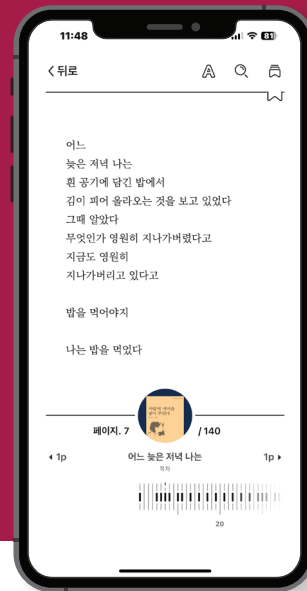 11:48
81
뒤로
어느
늦은 저녁 나는
흰 공기에 담긴 밥에서
김이 피어 올라오는 것을 보고 있었다
그때 알았다
무엇인가 영원히 지나가버렸다고
지금도 영원히
지나가버리고 있다고
밥을 먹어야지
나는 밥을 먹었다
페이지. 7 / 140
1p 어느 늦은 저녁 나는 1p
목차
20